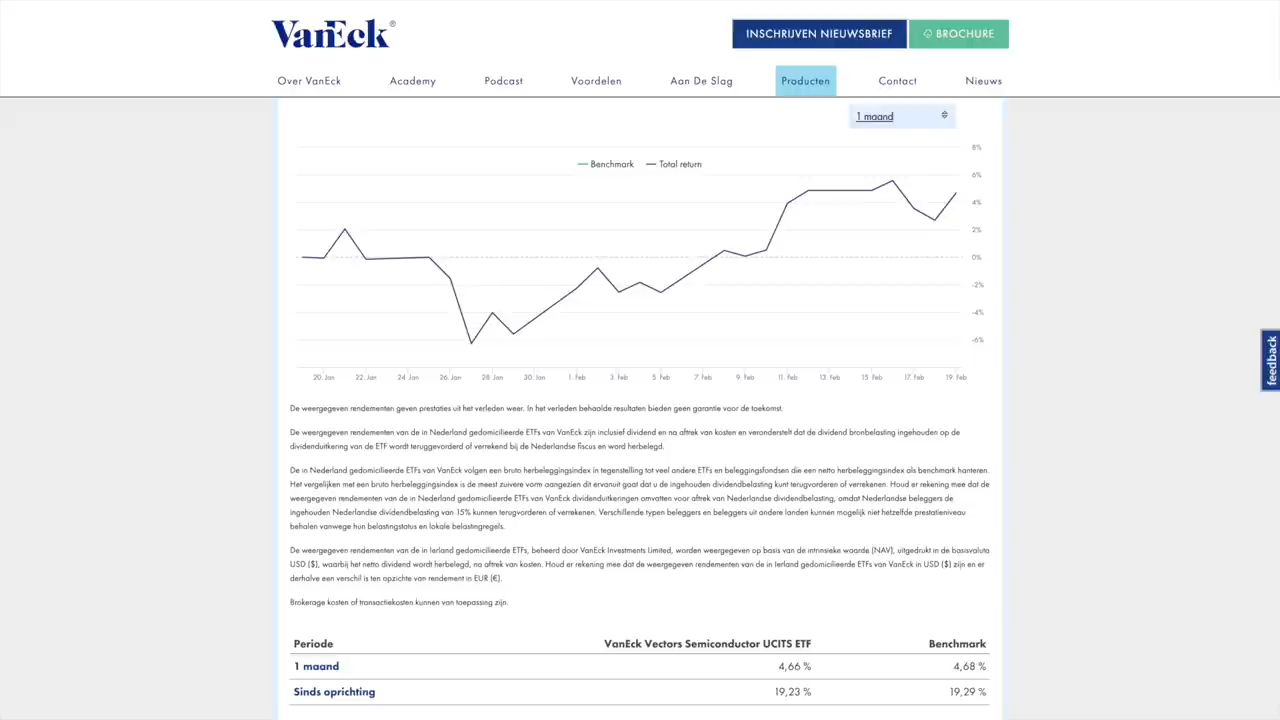 VanEck®
INSCHRIJVEN NIEUWSBRIEF
BROCHURE
Over VanEck Academy Podcast Voordelen Aan De Slag Producten Contact Nieuws
1 maand
Benchmark Total return
8%
6%
4%
2%
0%
-2%
-4%
-6%
20. Jan 22. Jan 24. Jan 26. Jan 28. Jan 30. Jan 1. Feb 3. Feb 5. Feb 7. Feb 9. Feb 11. Feb 13. Feb 15. Feb 17. Feb 19. Feb
feedback
De weergegeven rendementen geven prestaties uit het verleden weer. In het verleden behaalde resultaten bieden geen garantie voor de toekomst.
De weergegeven rendementen van de in Nederland gedomicilieerde ETFs van VanEck zijn inclusief dividend en na aftrek van kosten en veronderstelt dat de dividend bronbelasting ingehouden op de
dividenduitkering van de ETF wordt teruggevorderd of verrekend bij de Nederlandse fiscus en word herbelegd.
De in Nederland gedomicilieerde ETFs van VanEck volgen een bruto herbeleggingsindex in tegenstelling tot veel andere ETFs en beleggingsfondsen die een netto herbeleggingsindex als benchmark hanteren.
Het vergelijken met een bruto herbeleggingsindex is de meest zuivere vorm aangezien dit ervanuit gaat dat u de ingehouden dividendbelasting kunt terugvorderen of verrekenen. Houd er rekening mee dat de
weergegeven rendementen van de in Nederland gedomicilieerde ETFs van VanEck dividenduitkeringen omvatten voor aftrek van Nederlandse dividendbelasting, omdat Nederlandse beleggers de
ingehouden Nederlandse dividendbelasting van 15% kunnen terugvorderen of verrekenen. Verschillende typen beleggers en beleggers uit andere landen kunnen mogelijk niet hetzelfde prestatieniveau
behalen vanwege hun belastingstatus en lokale belastingregels.
De weergegeven rendementen van de in Ierland gedomicilieerde ETFs, beheerd door VanEck Investments Limited, worden weergegeven op basis van de intrinsieke waarde (NAV), uitgedrukt in de basisvaluta
USD ($), waarbij het netto dividend wordt herbelegd, na aftrek van kosten. Houd er rekening mee dat de weergegeven rendementen van de in Ierland gedomicilieerde ETFs van VanEck in USD ($) zijn en er
derhalve een verschil is ten opzichte van rendement in EUR (€).
Brokerage kosten of transactiekosten kunnen van toepassing zijn.
Periode VanEck Vectors Semiconductor UCITS ETF Benchmark
1 maand 4,66 % 4,68 %
Sinds oprichting 19,23 % 19,29 %